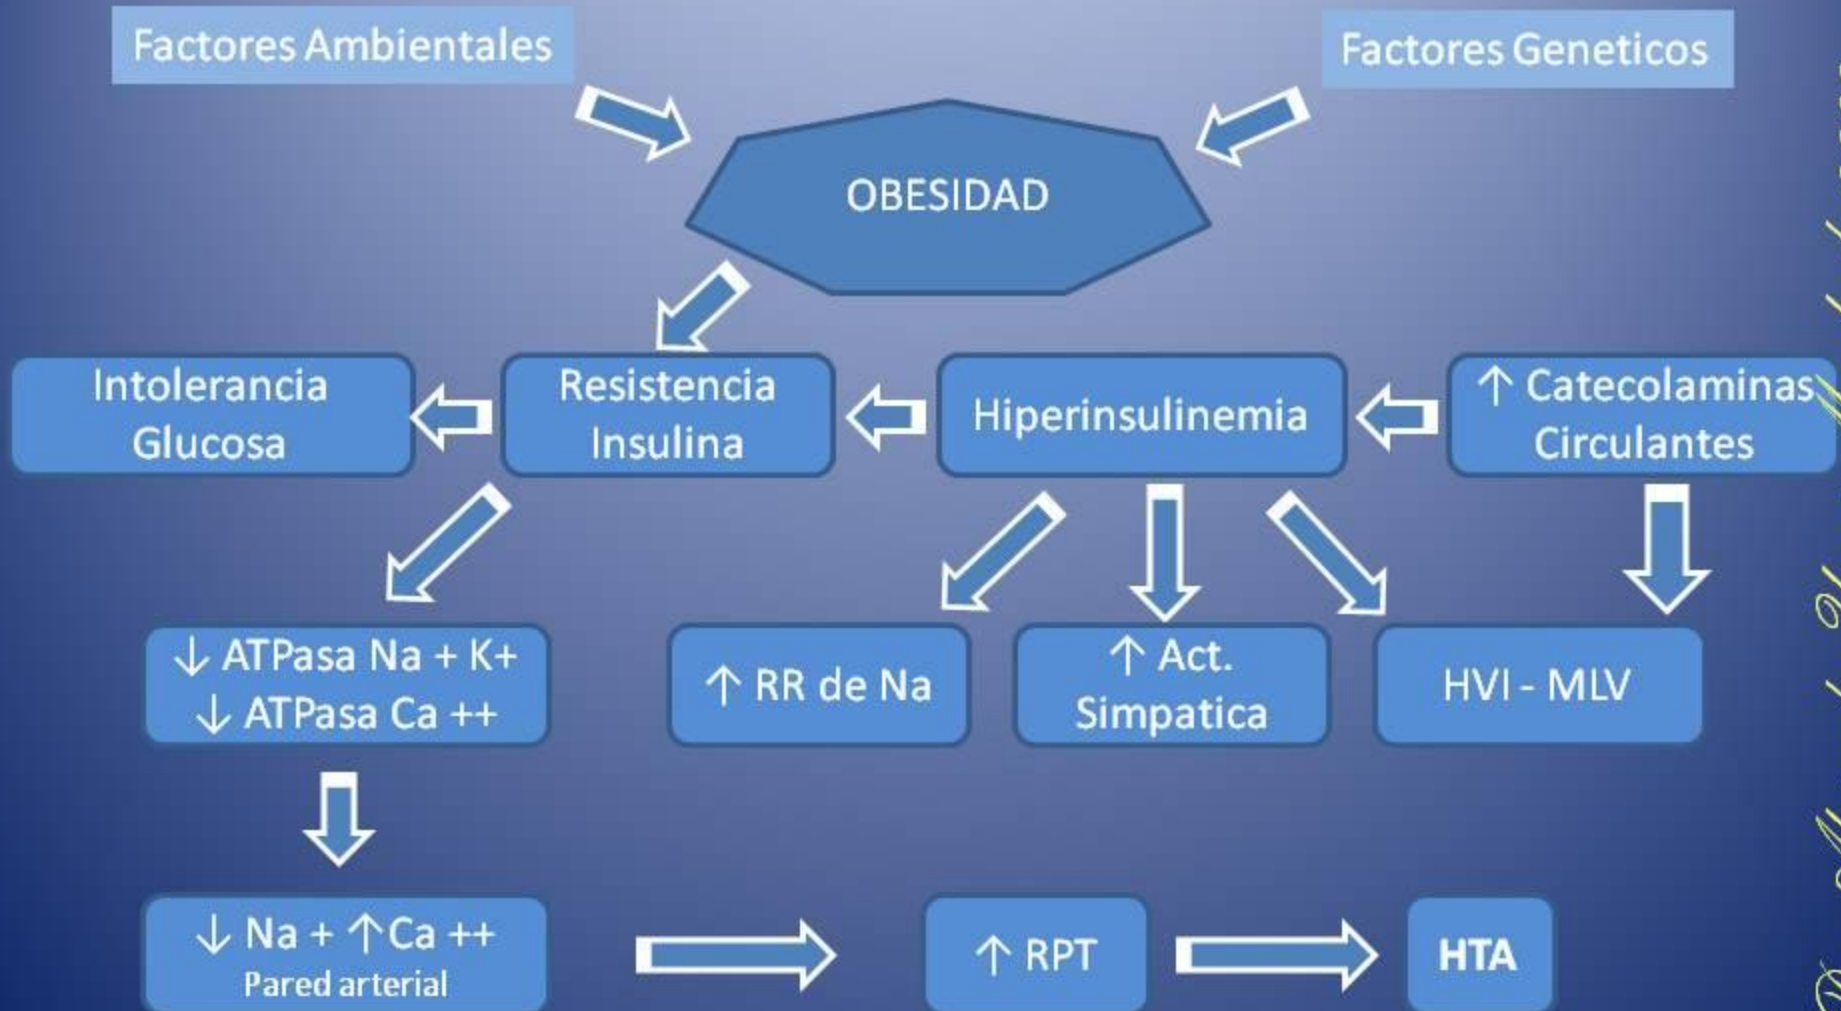 Factores Ambientales
Factores Geneticos
OBESIDAD
Intolerancia
Glucosa
Resistencia
Insulina
Hiperinsulinemia
↑ Catecolaminas
Circulantes
↓ ATPasa Na + K+
↓ ATPasa Ca ++
↑ RR de Na
↑ Act.
Simpatica
HVI - MLV
↓ Na + ↑Ca ++
Pared arterial
↑ RPT
HTA